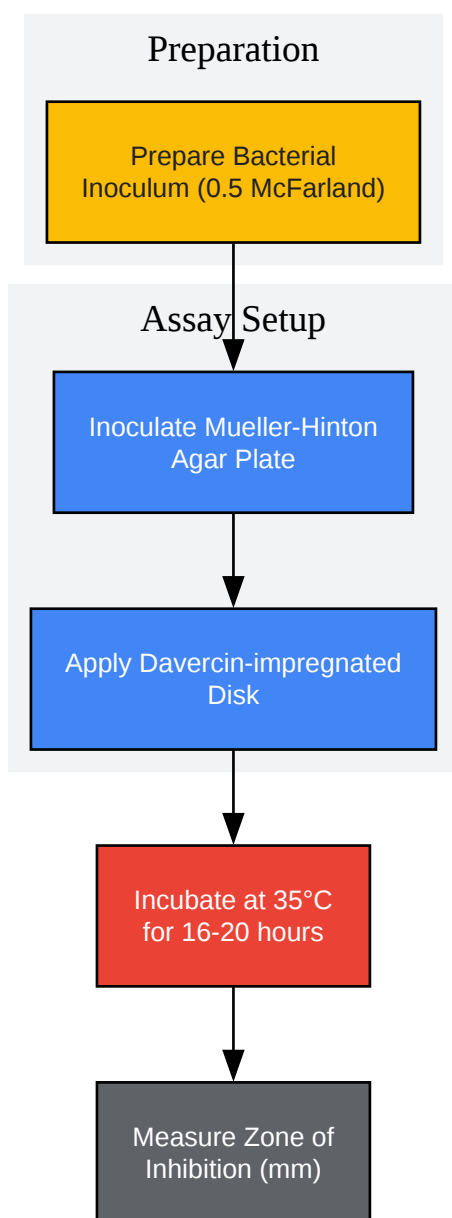 Preparation
Prepare Bacterial
Inoculum (0.5 McFarland)
Assay Setup
Inoculate Mueller-Hinton
Agar Plate
Apply Davercin-impregnated
Disk
Incubate at 35°C
for 16-20 hours
Measure Zone of
Inhibition (mm)